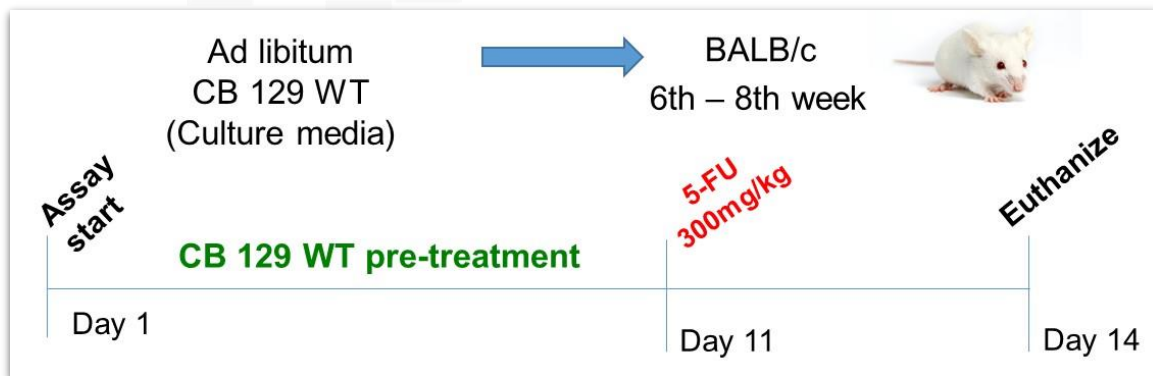 Ad libitum
CB 129 WT
(Culture media)
BALB/c
6th – 8th week
Assay
start
CB 129 WT pre-treatment
5-FU
300mg/kg
Euthanize
Day 1
Day 11
Day 14